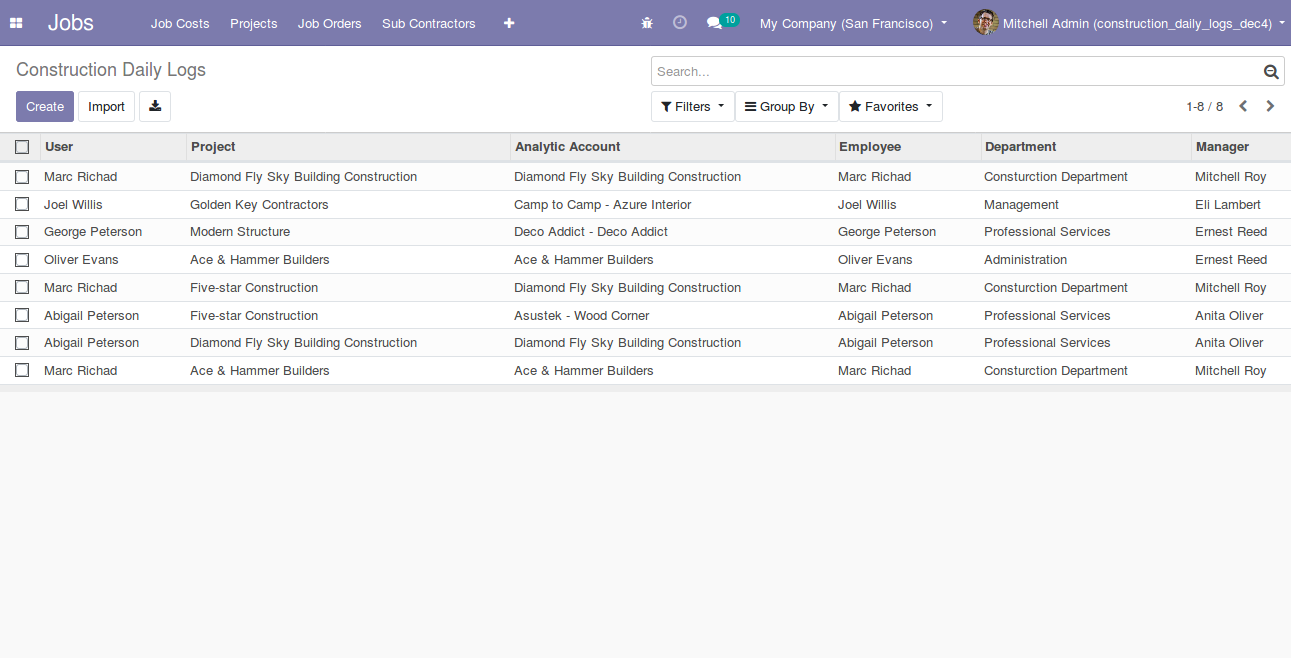 Jobs Job Costs Projects Job Orders Sub Contractors 10 My Company (San Francisco) Mitchell Admin (construction_daily_logs_dec4)
Construction Daily Logs
Search...
Create Import Filters Group By Favorites 1-8 / 8
User Project Analytic Account Employee Department Manager
Marc Richad Diamond Fly Sky Building Construction Diamond Fly Sky Building Construction Marc Richad Consturction Department Mitchell Roy
Joel Willis Golden Key Contractors Camp to Camp - Azure Interior Joel Willis Management Eli Lambert
George Peterson Modern Structure Deco Addict - Deco Addict George Peterson Professional Services Ernest Reed
Oliver Evans Ace & Hammer Builders Ace & Hammer Builders Oliver Evans Administration Ernest Reed
Marc Richad Five-star Construction Diamond Fly Sky Building Construction Marc Richad Consturction Department Mitchell Roy
Abigail Peterson Five-star Construction Asustek - Wood Corner Abigail Peterson Professional Services Anita Oliver
Abigail Peterson Diamond Fly Sky Building Construction Diamond Fly Sky Building Construction Abigail Peterson Professional Services Anita Oliver
Marc Richad Ace & Hammer Builders Ace & Hammer Builders Marc Richad Consturction Department Mitchell Roy